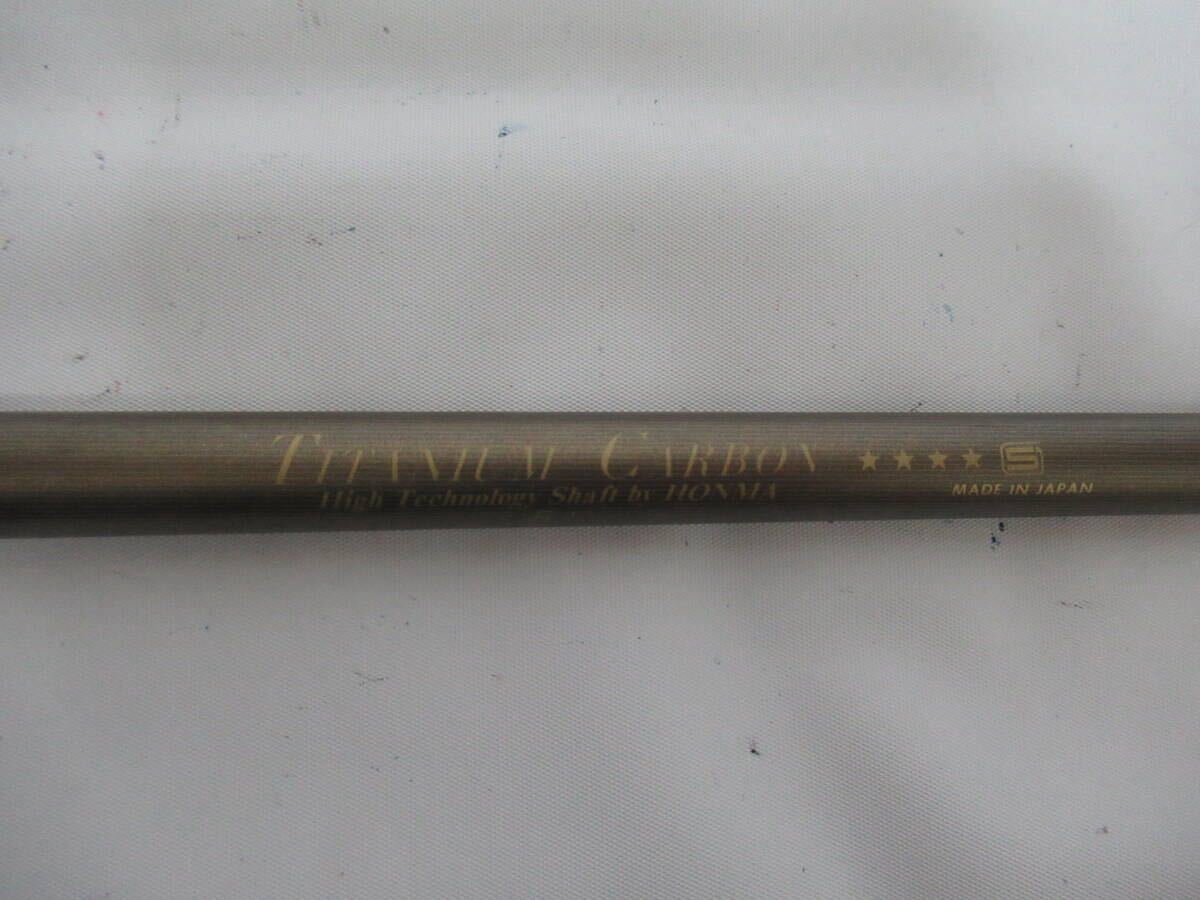 TITANIUM CARBON ★★★★ S
High Technology Shaft by HONMA
MADE IN JAPAN